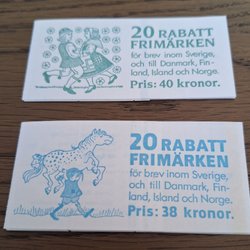 20 RABATT
FRIMÄRKEN
för brev inom Sverige,
och till Danmark, Fin-
land, Island och Norge.
Pris: 40 kronor.
20 RABATT
FRIMÄRKEN
för brev inom Sverige,
och till Danmark, Fin-
land, Island och Norge.
Pris: 38 kronor.